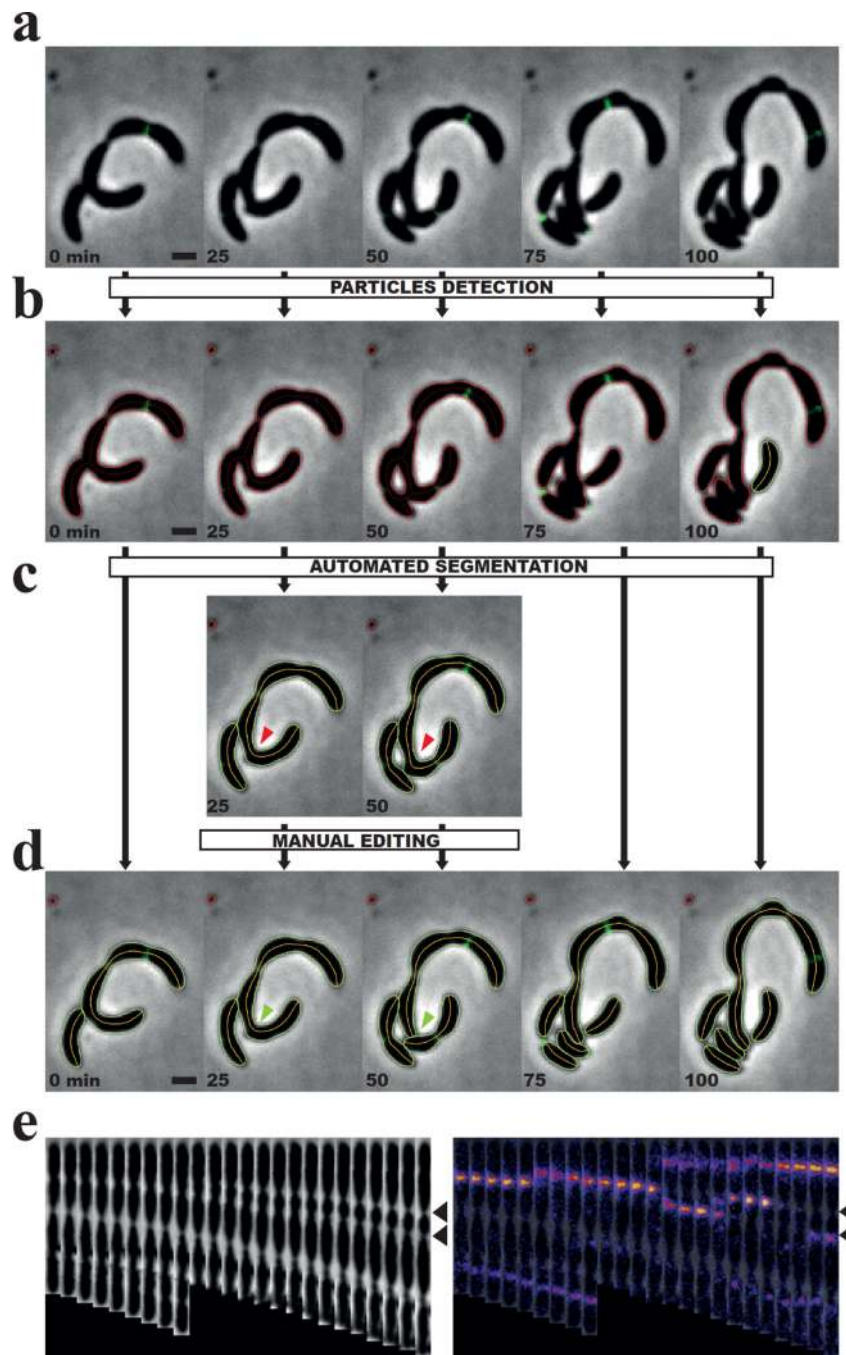 a
0 min
25
50
75
100
PARTICLES DETECTION
b
0 min
25
50
75
100
AUTOMATED SEGMENTATION
c
25
50
MANUAL EDITING
d
0 min
25
50
75
100
e